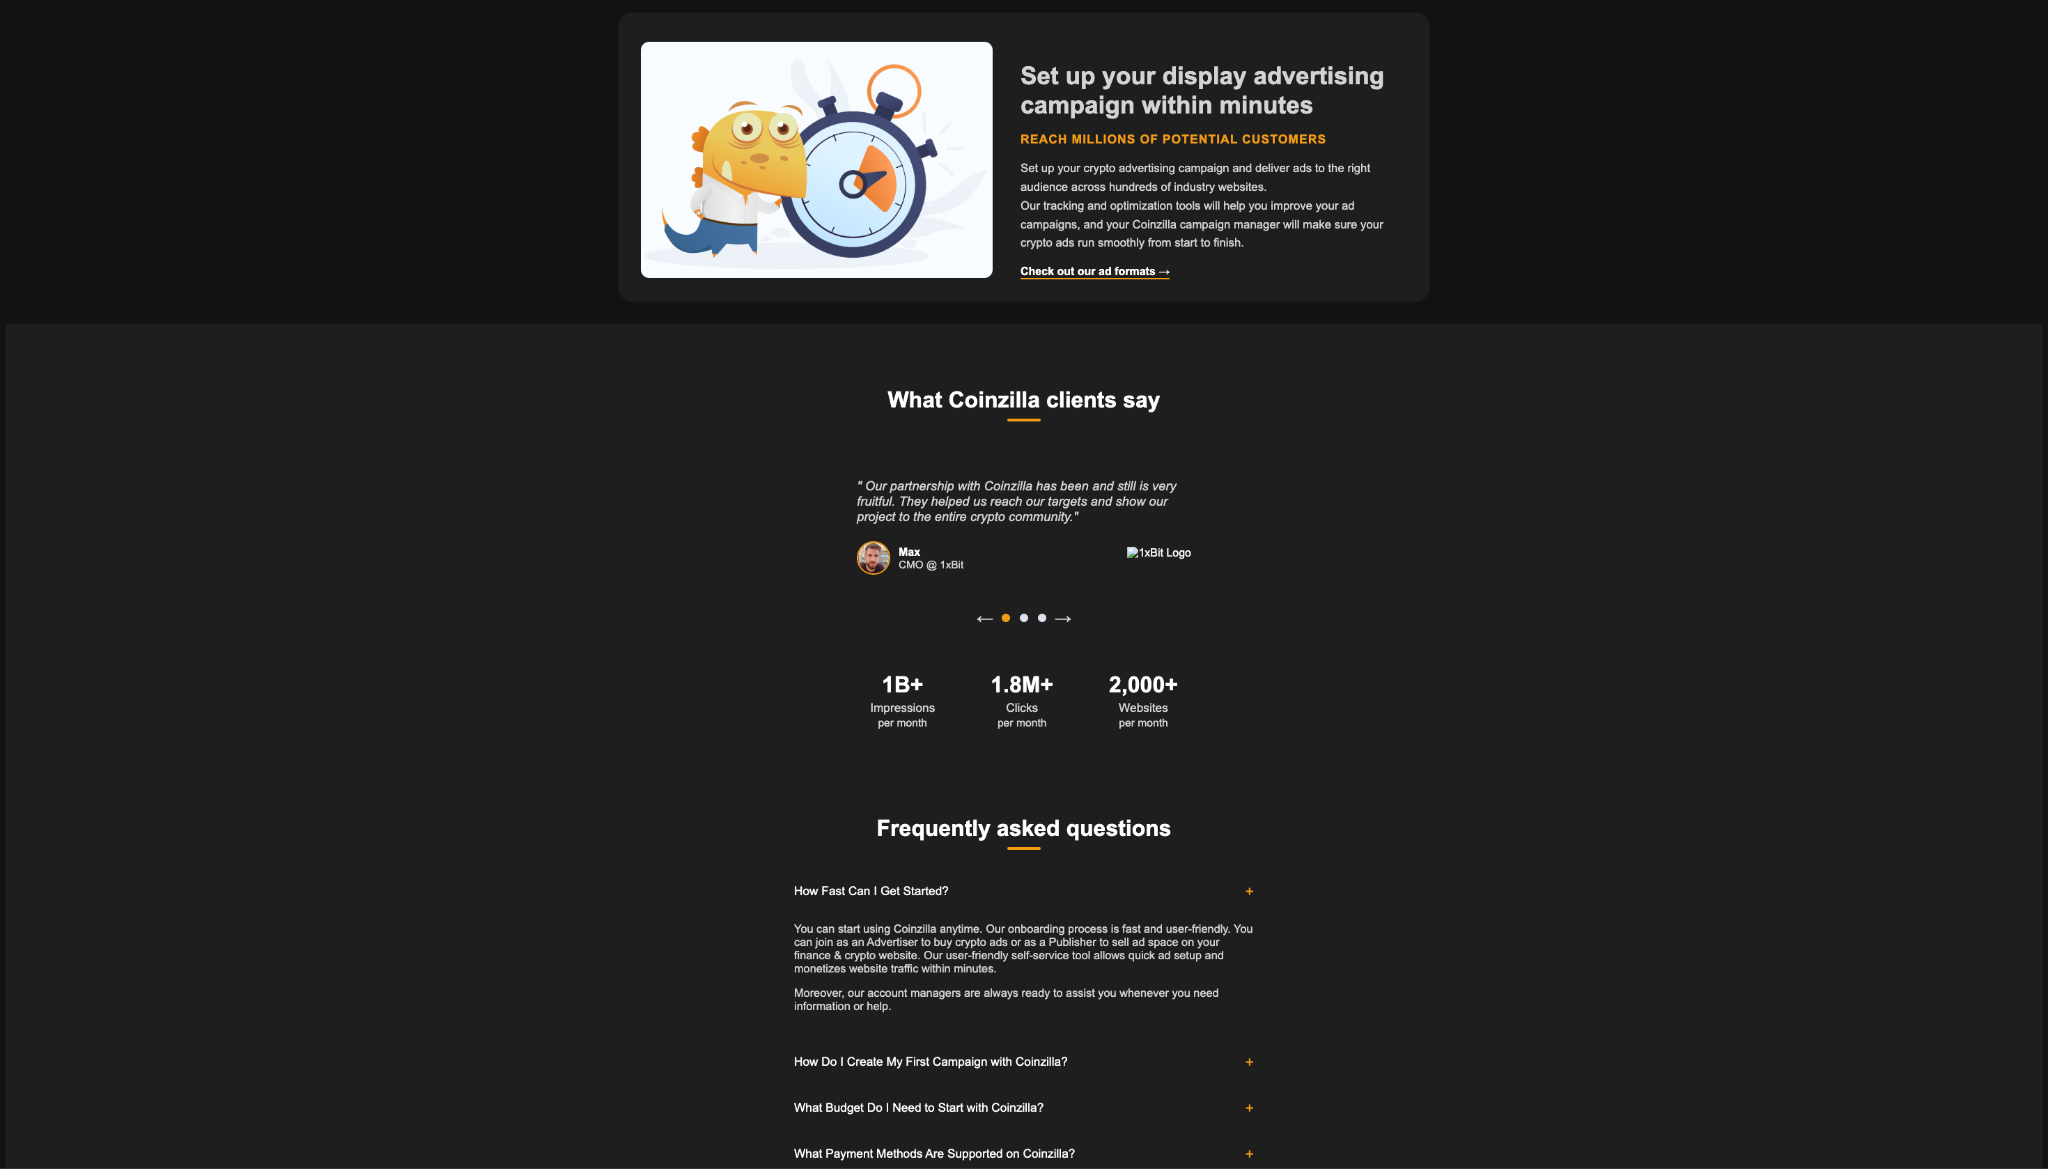 Set up your display advertising
campaign within minutes
REACH MILLIONS OF POTENTIAL CUSTOMERS
Set up your crypto advertising campaign and deliver ads to the right
audience across hundreds of industry websites.
Our tracking and optimization tools will help you improve your ad
campaigns, and your Coinzilla campaign manager will make sure your
crypto ads run smoothly from start to finish.
Check out our ad formats →
What Coinzilla clients say
" Our partnership with Coinzilla has been and still is very
fruitful. They helped us reach our targets and show our
project to the entire crypto community."
Max
CMO @ 1xBit
1xBit Logo
← →
1B+
Impressions
per month
1.8M+
Clicks
per month
2,000+
Websites
per month
Frequently asked questions
How Fast Can I Get Started? +
You can start using Coinzilla anytime. Our onboarding process is fast and user-friendly. You
can join as an Advertiser to buy crypto ads or as a Publisher to sell ad space on your
finance & crypto website. Our user-friendly self-service tool allows quick ad setup and
monetizes website traffic within minutes.
Moreover, our account managers are always ready to assist you whenever you need
information or help.
How Do I Create My First Campaign with Coinzilla? +
What Budget Do I Need to Start with Coinzilla? +
What Payment Methods Are Supported on Coinzilla? +